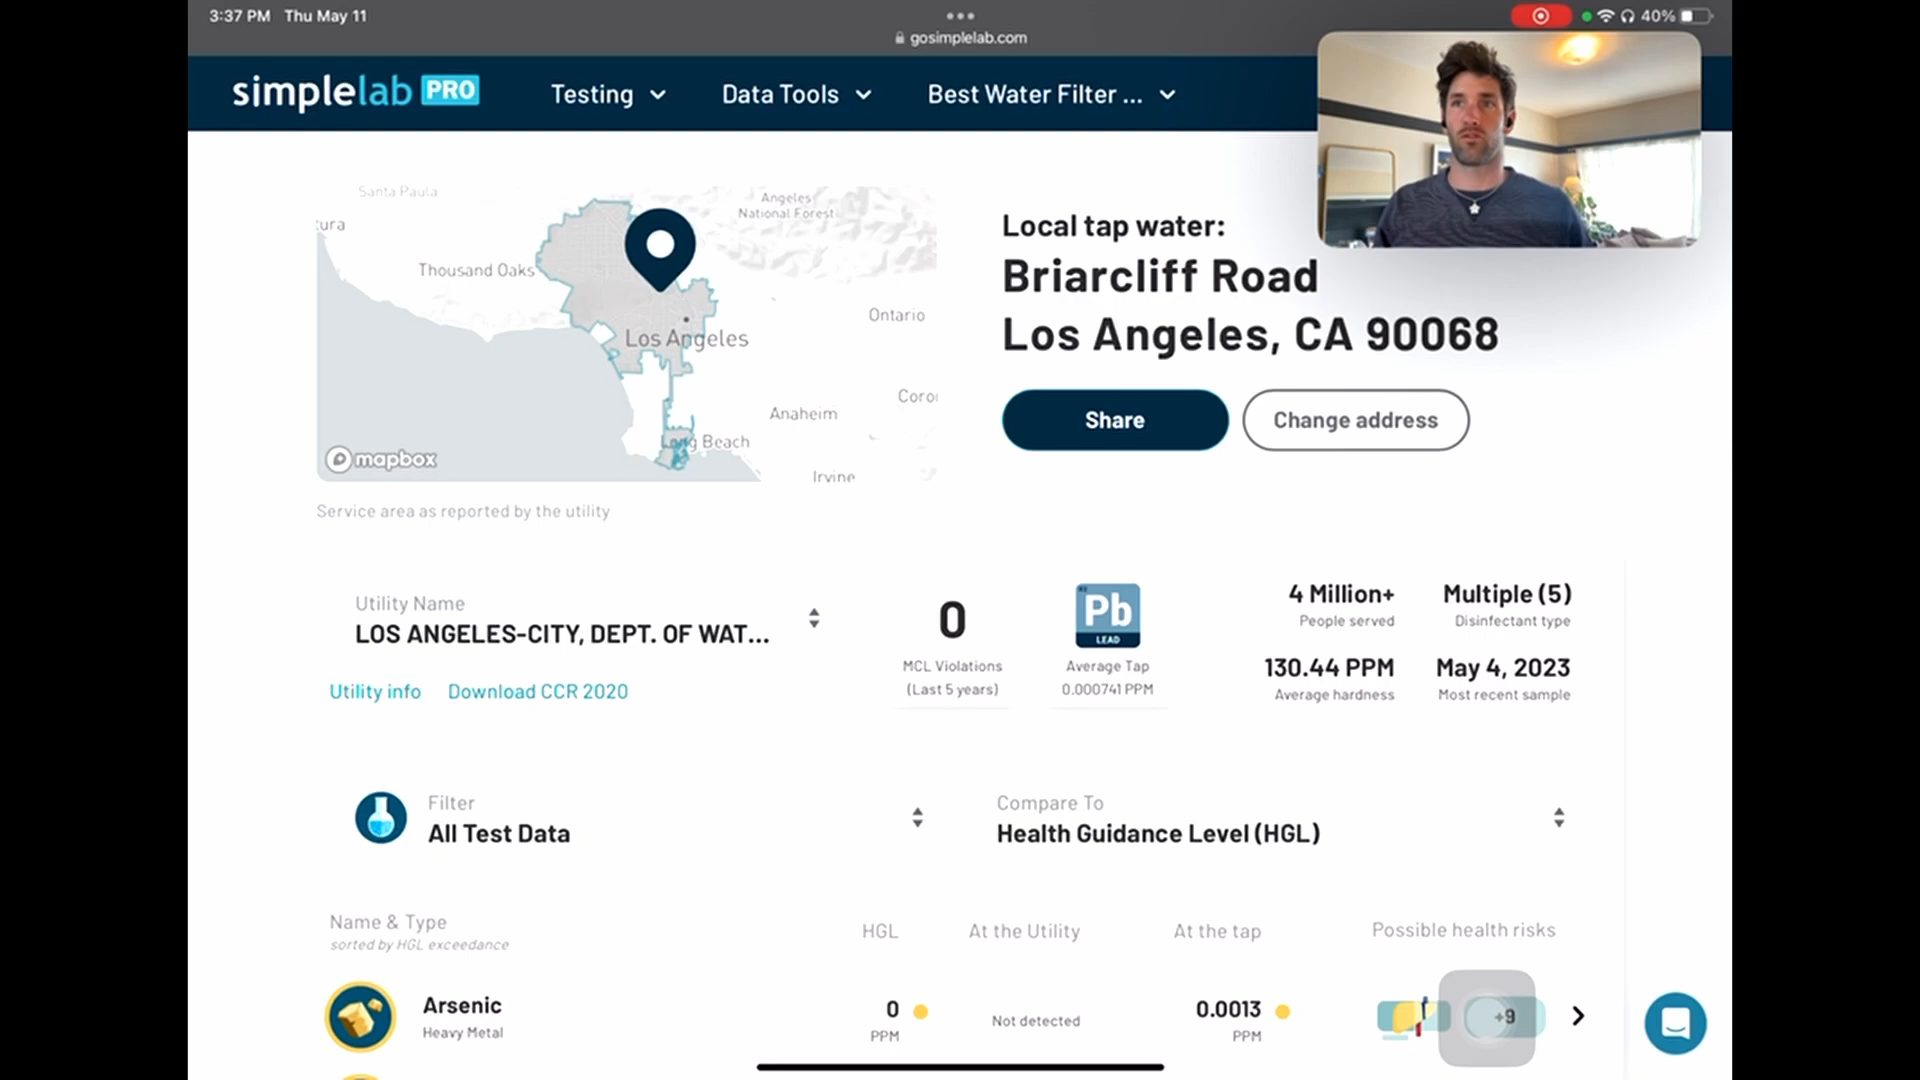 3:37 PM Thu May 11
40%
gosimplelab.com
simplelab PRO
Testing
Data Tools
Best Water Filter ...
Santa Paula
tura
Angeles
National Forest
Thousand Oaks
Ontario
Los Angeles
Coro
Anaheim
Long Beach
Irvine
mapbox
Service area as reported by the utility
Local tap water:
Briarcliff Road
Los Angeles, CA 90068
Share
Change address
Utility Name
LOS ANGELES-CITY, DEPT. OF WAT...
Utility info
Download CCR 2020
0
MCL Violations
(Last 5 years)
Pb
LEAD
Average Tap
0.000741 PPM
4 Million+
People served
Multiple (5)
Disinfectant type
130.44 PPM
Average hardness
May 4, 2023
Most recent sample
Filter
All Test Data
Compare To
Health Guidance Level (HGL)
Name & Type
sorted by HGL exceedance
HGL
At the Utility
At the tap
Possible health risks
Arsenic
Heavy Metal
0
PPM
Not detected
0.0013
PPM
+9